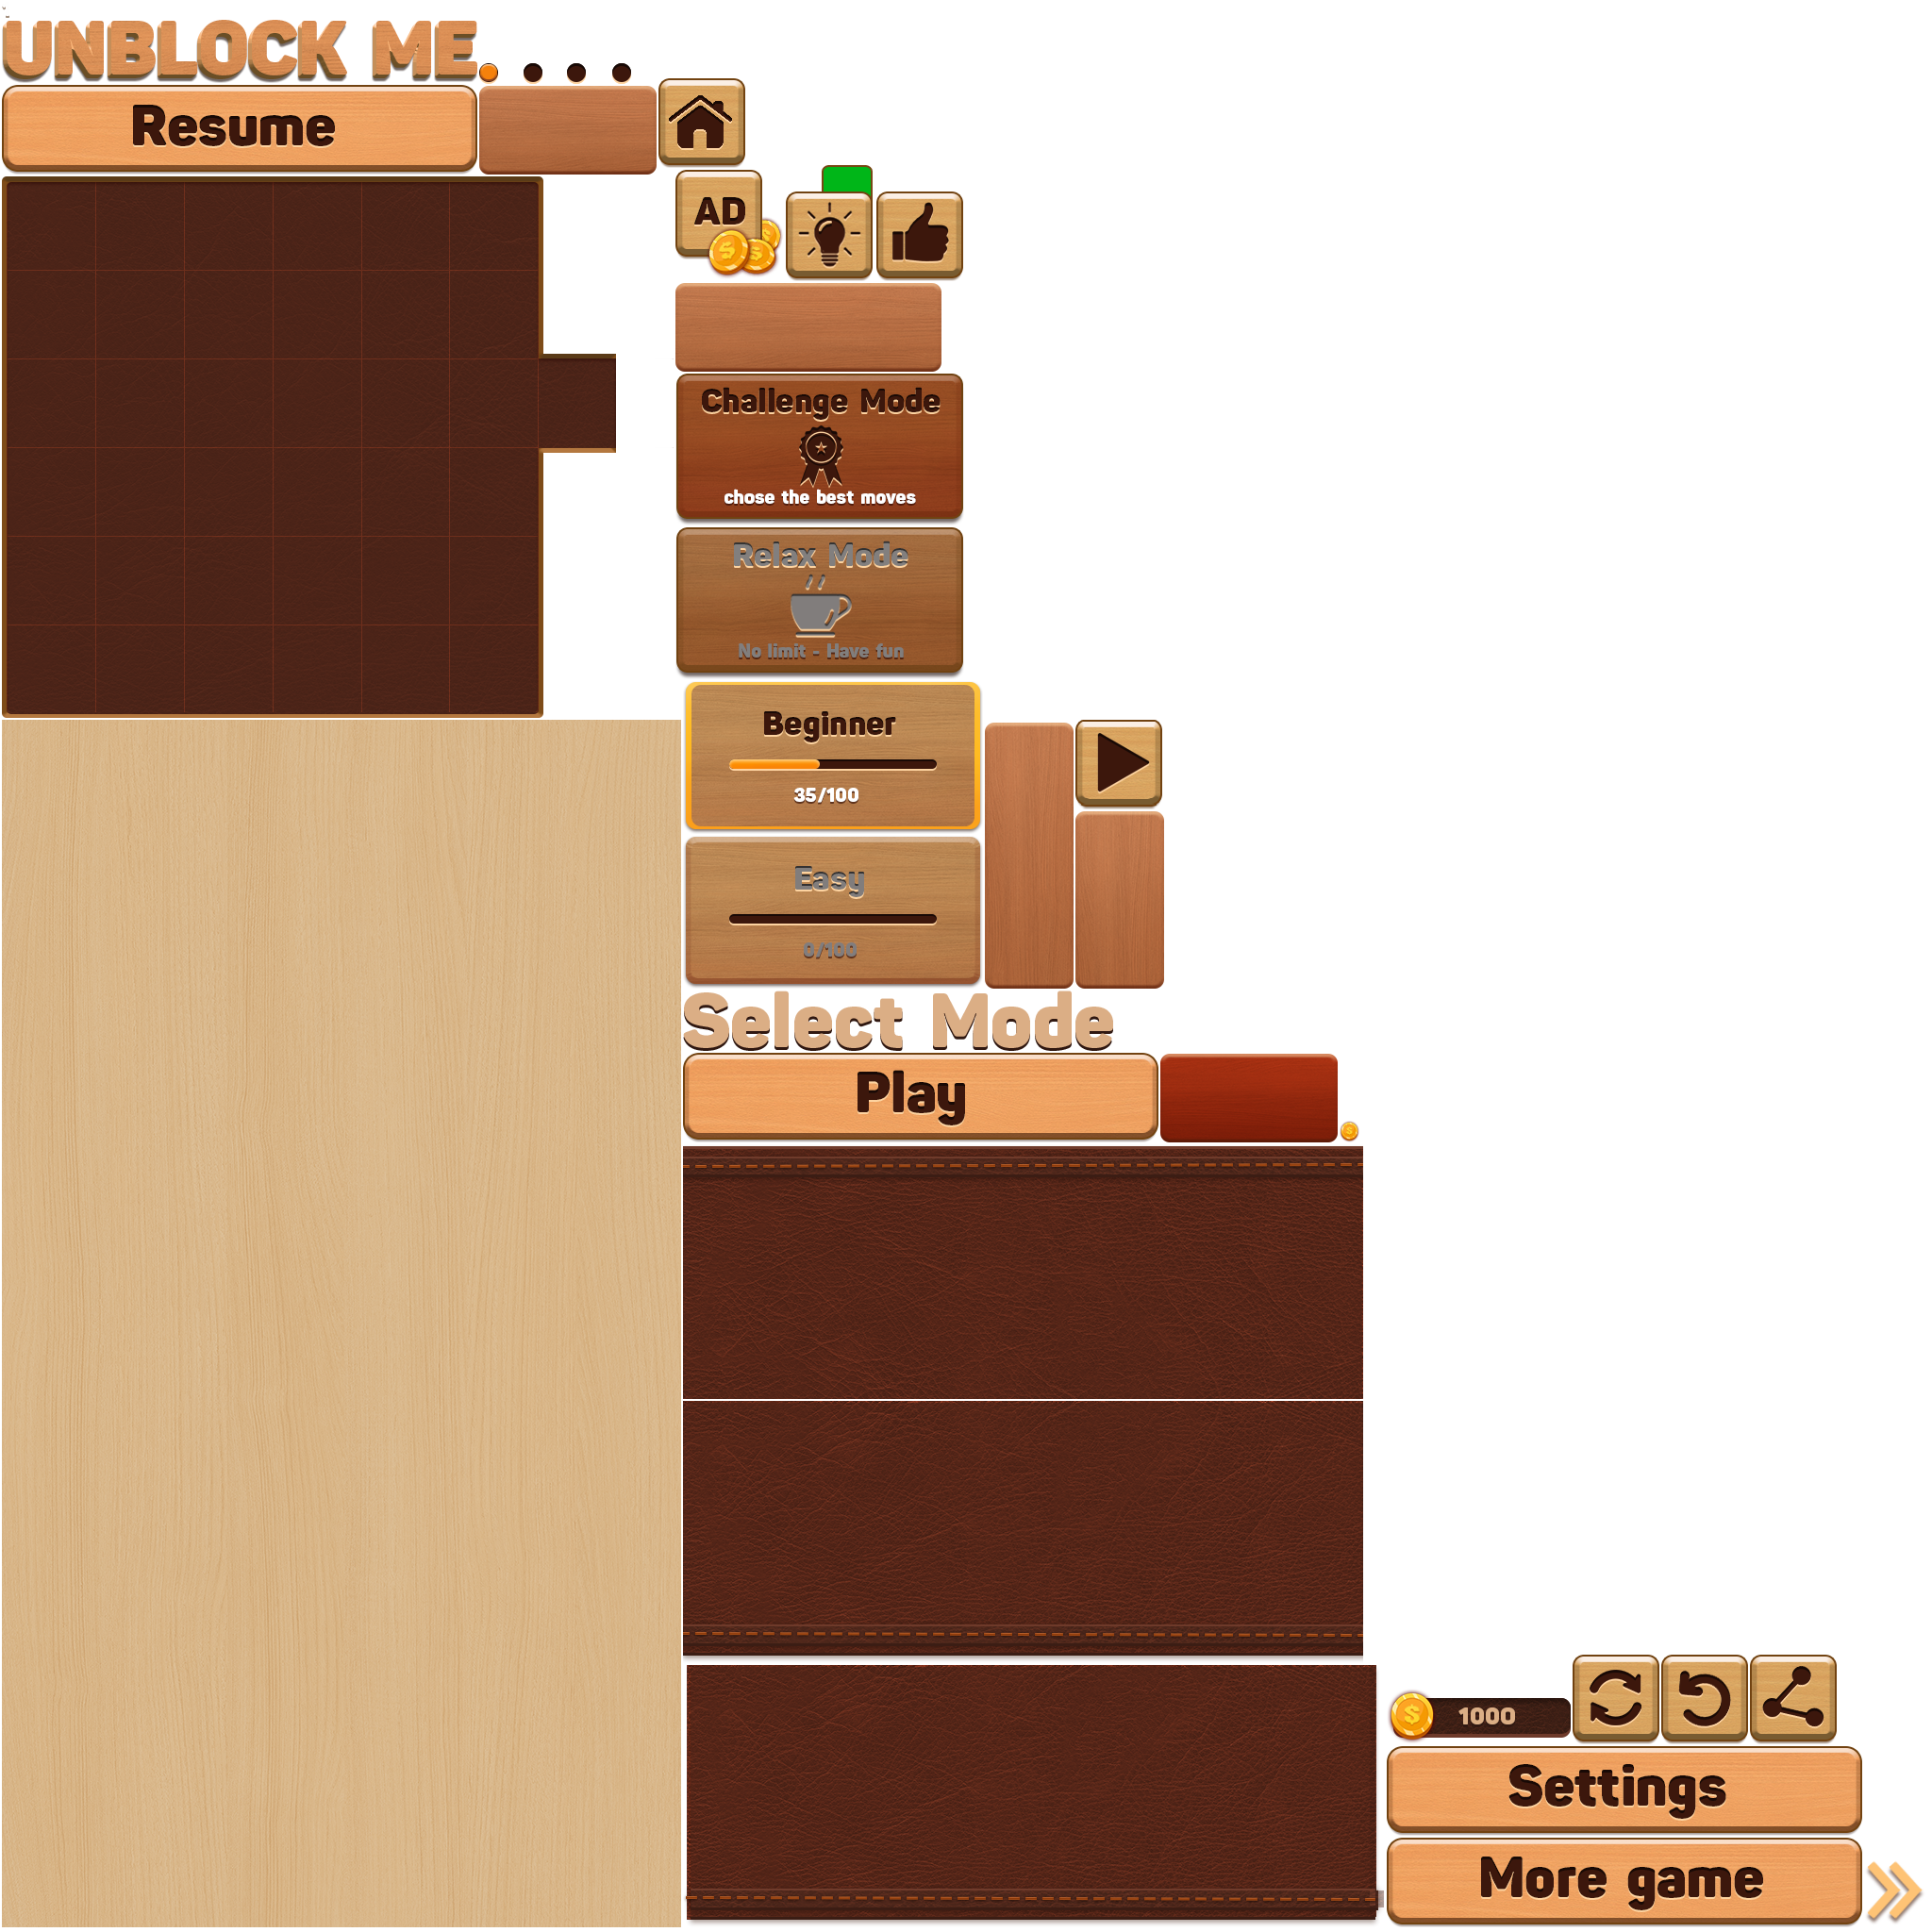 UNBLOCK ME
Resume
AD
Challenge Mode
chose the best moves
Relax Mode
No limit - Have fun
Beginner
35/100
Easy
0/100
Select Mode
Play
1000
Settings
More game